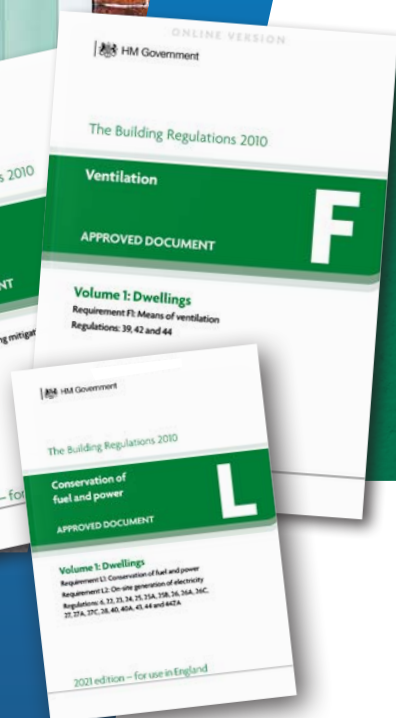 ONLINE VERSION
HM Government
The Building Regulations 2010
Ventilation
F
APPROVED DOCUMENT
Volume 1: Dwellings
Requirement F1: Means of ventilation
Regulations: 39, 42 and 44
s 2010
NT
ng mitigat
– for
HM Government
The Building Regulations 2010
Conservation of
fuel and power
L
APPROVED DOCUMENT
Volume 1: Dwellings
Requirement L1: Conservation of fuel and power
Requirement L2: On-site generation of electricity
Regulations: 6, 22, 23, 24, 25, 25A, 25B, 26, 26A, 26C,
27, 27A, 27C, 28, 40, 40A, 43, 44 and 44ZA
2021 edition – for use in England